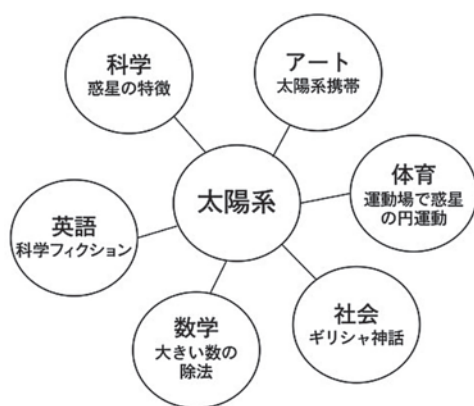 科学
惑星の特徴
アート
太陽系携帯
太陽系
体育
運動場で惑星
の円運動
英語
科学フィクション
数学
大きい数の
除法
社会
ギリシャ神話